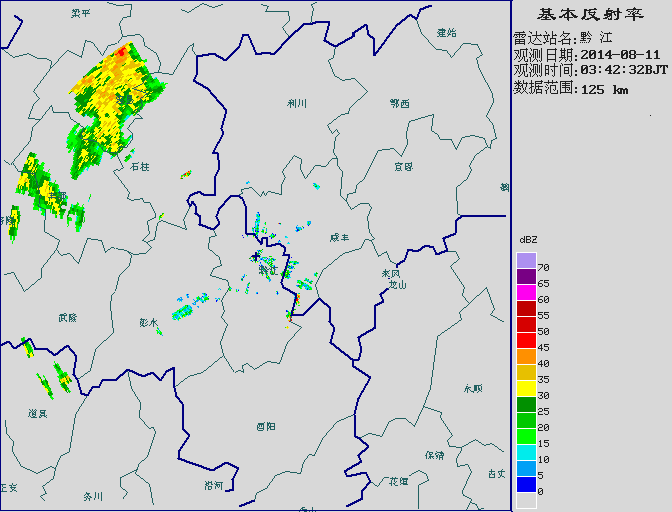 基本反射率
雷达站名:黔 江
观测日期:2014-08-11
观测时间:03:42:32BJT
数据范围:125 km
梁平
建始
利川
鄂西
石柱
宣恩
咸丰
黔江
来凤
龙山
武隆
彭水
道真
酉阳
永顺
保靖
花垣
古丈
正安
务川
沿河
dBZ
70
65
60
55
50
45
40
35
30
25
20
15
10
5
0